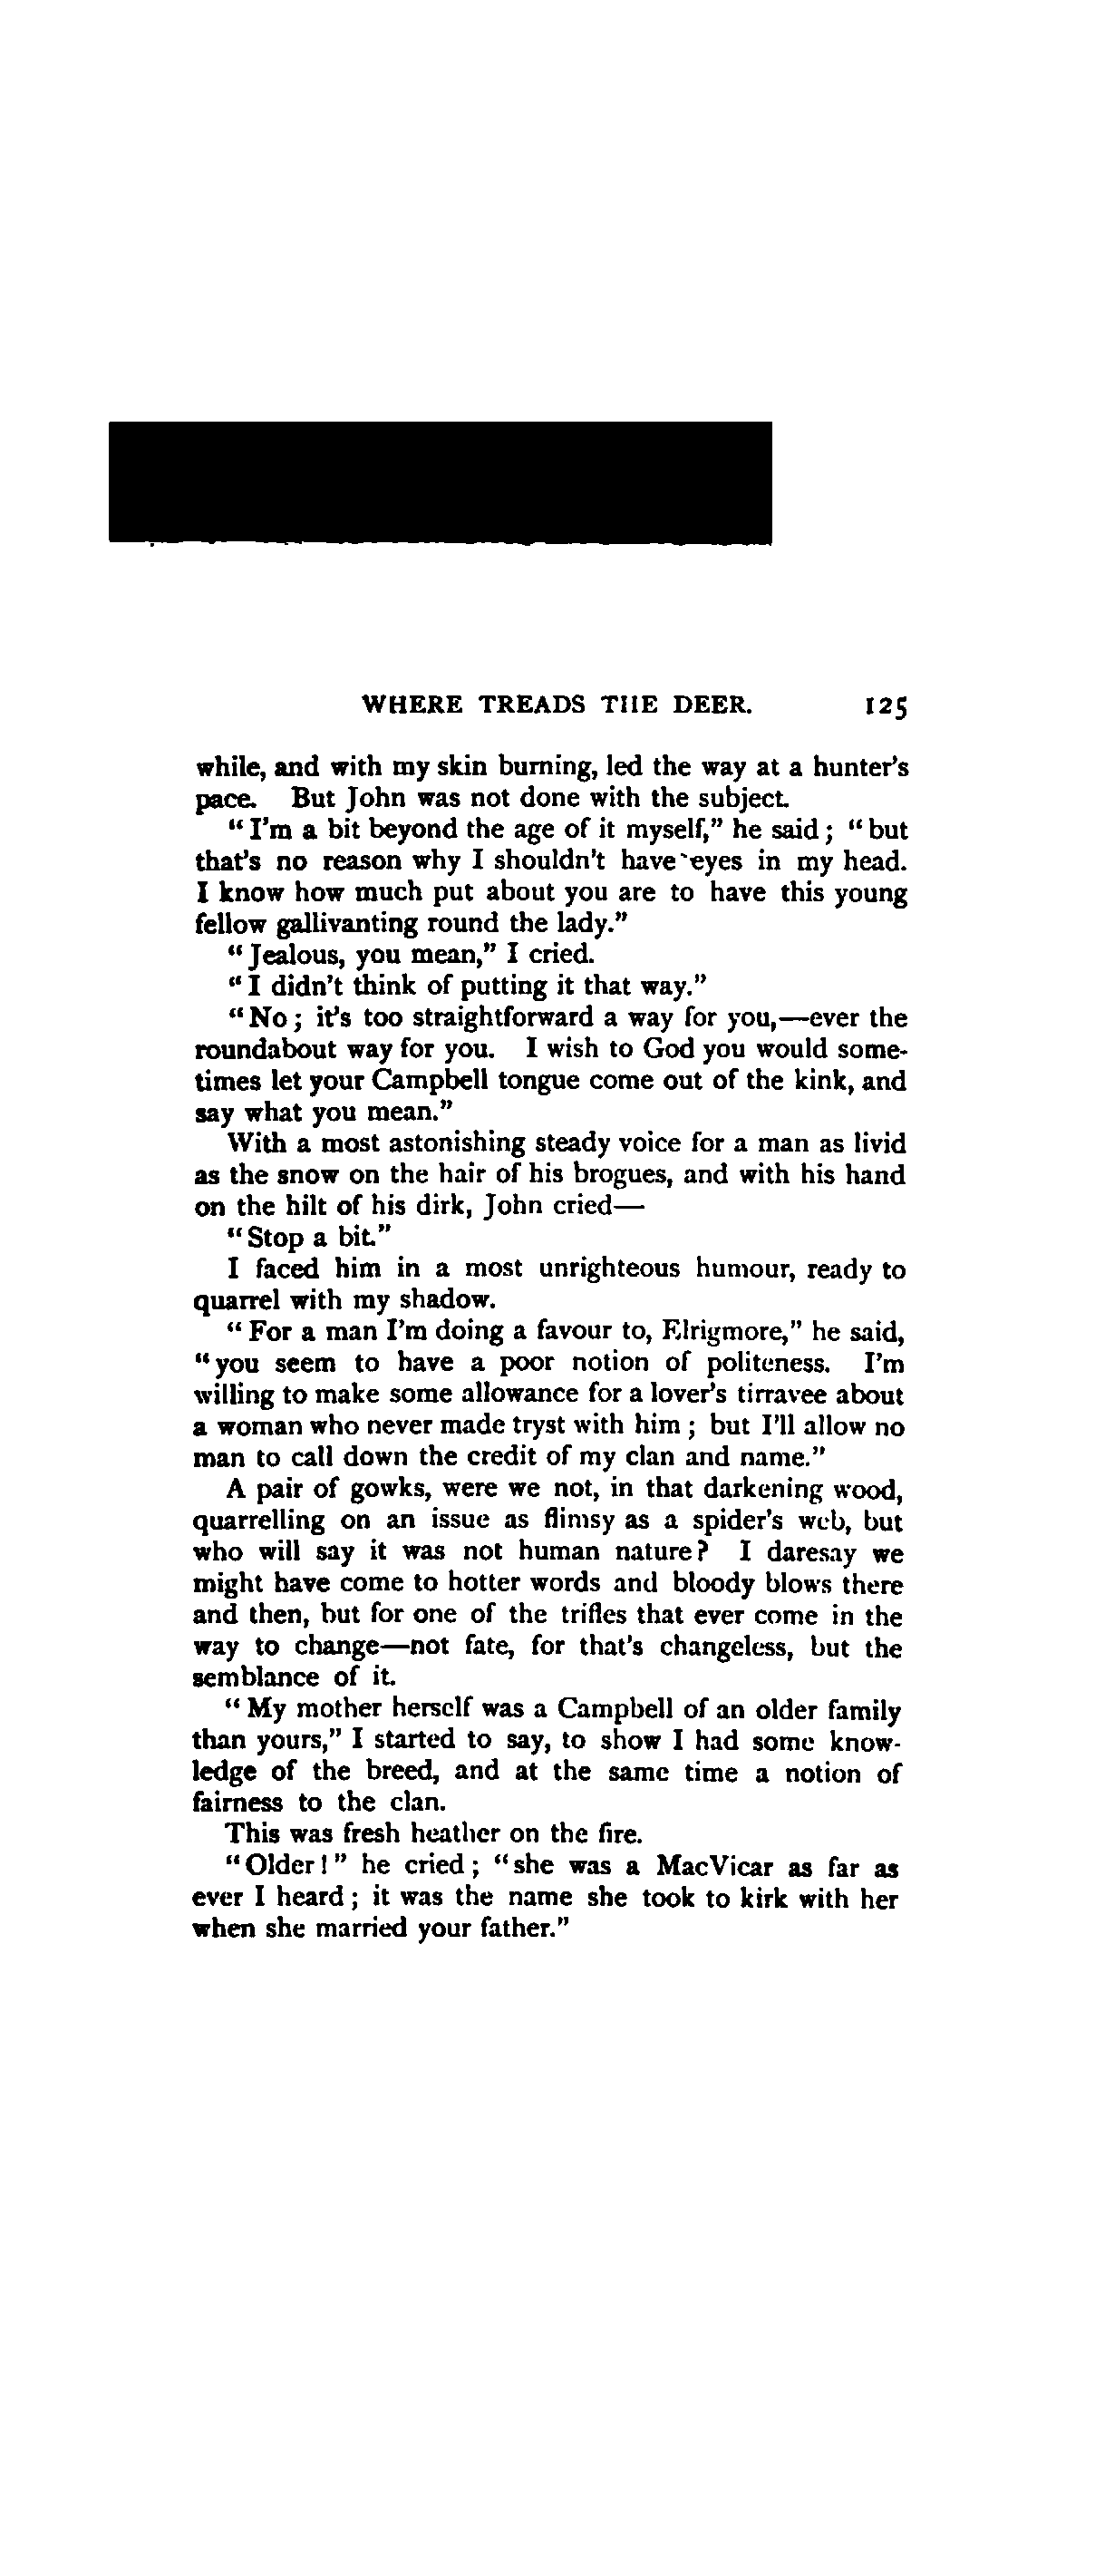 WHERE TREADS THE DEER. 125
while, and with my skin burning, led the way at a hunter's
pace. But John was not done with the subject.
“I'm a bit beyond the age of it myself,” he said; “but
that's no reason why I shouldn't have eyes in my head.
I know how much put about you are to have this young
fellow gallivanting round the lady.”
“Jealous, you mean,” I cried.
“I didn't think of putting it that way.”
“No; it's too straightforward a way for you,—ever the
roundabout way for you. I wish to God you would some-
times let your Campbell tongue come out of the kink, and
say what you mean.”
With a most astonishing steady voice for a man as livid
as the snow on the hair of his brogues, and with his hand
on the hilt of his dirk, John cried—
“Stop a bit.”
I faced him in a most unrighteous humour, ready to
quarrel with my shadow.
“For a man I'm doing a favour to, Elrigmore,” he said,
“you seem to have a poor notion of politeness. I'm
willing to make some allowance for a lover's tirravee about
a woman who never made tryst with him; but I'll allow no
man to call down the credit of my clan and name.”
A pair of gowks, were we not, in that darkening wood,
quarrelling on an issue as flimsy as a spider's web, but
who will say it was not human nature? I daresay we
might have come to hotter words and bloody blows there
and then, but for one of the trifles that ever come in the
way to change—not fate, for that's changeless, but the
semblance of it.
“My mother herself was a Campbell of an older family
than yours,” I started to say, to show I had some know-
ledge of the breed, and at the same time a notion of
fairness to the clan.
This was fresh heather on the fire.
“Older!” he cried; “she was a MacVicar as far as
ever I heard; it was the name she took to kirk with her
when she married your father.”